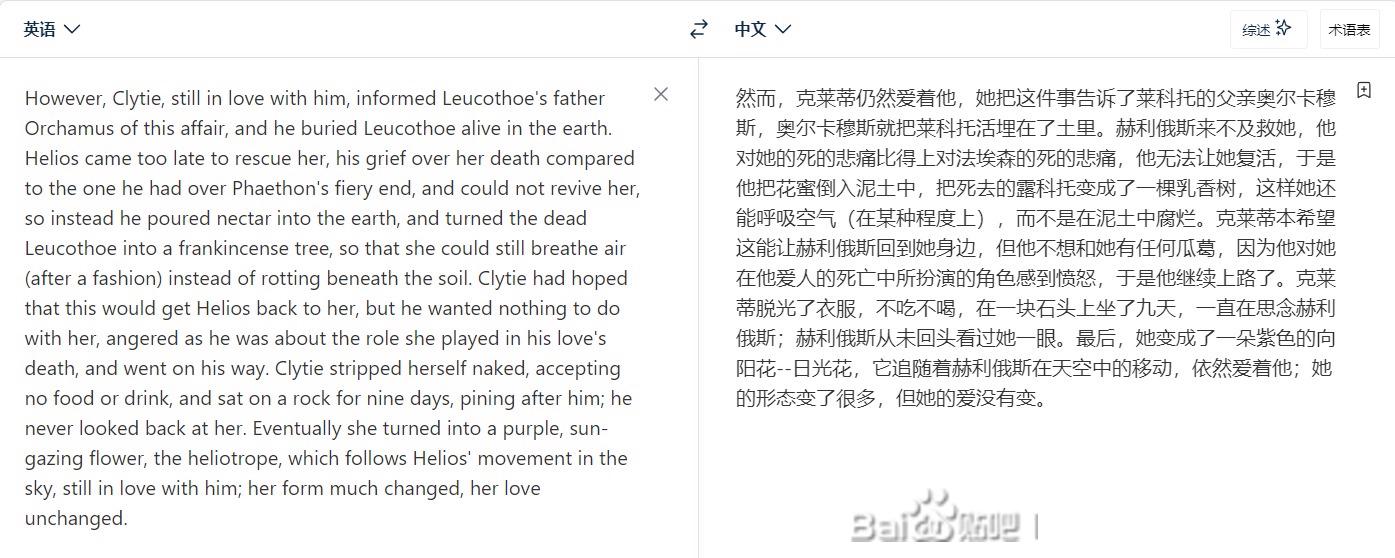 英语
中文
综述
术语表
However, Clytie, still in love with him, informed Leucothoe's father
Orchamus of this affair, and he buried Leucothoe alive in the earth.
Helios came too late to rescue her, his grief over her death compared
to the one he had over Phaethon's fiery end, and could not revive her,
so instead he poured nectar into the earth, and turned the dead
Leucothoe into a frankincense tree, so that she could still breathe air
(after a fashion) instead of rotting beneath the soil. Clytie had hoped
that this would get Helios back to her, but he wanted nothing to do
with her, angered as he was about the role she played in his love's
death, and went on his way. Clytie stripped herself naked, accepting
no food or drink, and sat on a rock for nine days, pining after him; he
never looked back at her. Eventually she turned into a purple, sun-
gazing flower, the heliotrope, which follows Helios' movement in the
sky, still in love with him; her form much changed, her love
unchanged.
然而，克莱蒂仍然爱着他，她把这件事告诉了莱科托的父亲奥尔卡穆
斯，奥尔卡穆斯就把莱科托活埋在了土里。赫利俄斯来不及救她，他
对她的死的悲痛比得上对法埃森的死的悲痛，他无法让她复活，于是
他把花蜜倒入泥土中，把死去的露科托变成了一棵乳香树，这样她还
能呼吸空气（在某种程度上），而不是在泥土中腐烂。克莱蒂本希望
这能让赫利俄斯回到她身边，但他不想和她有任何瓜葛，因为他对她
在他爱人的死亡中所扮演的角色感到愤怒，于是他继续上路了。克莱
蒂脱光了衣服，不吃不喝，在一块石头上坐了九天，一直在思念赫利
俄斯；赫利俄斯从未回头看过她一眼。最后，她变成了一朵紫色的向
阳花--日光花，它追随着赫利俄斯在天空中的移动，依然爱着他；她
的形态变了很多，但她的爱没有变。
Bai贴吧